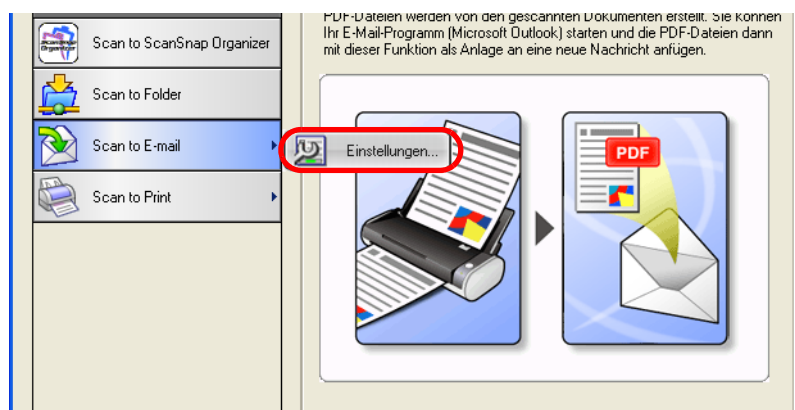 PDF-Dateien werden von den gescannten Dokumenten erstellt. Sie können
Ihr E-Mail-Programm (Microsoft Outlook) starten und die PDF-Dateien dann
mit dieser Funktion als Anlage an eine neue Nachricht anfügen.
ScanSnap
Organizer
Scan to ScanSnap Organizer
Scan to Folder
Scan to E-mail
Einstellungen...
Scan to Print
PDF